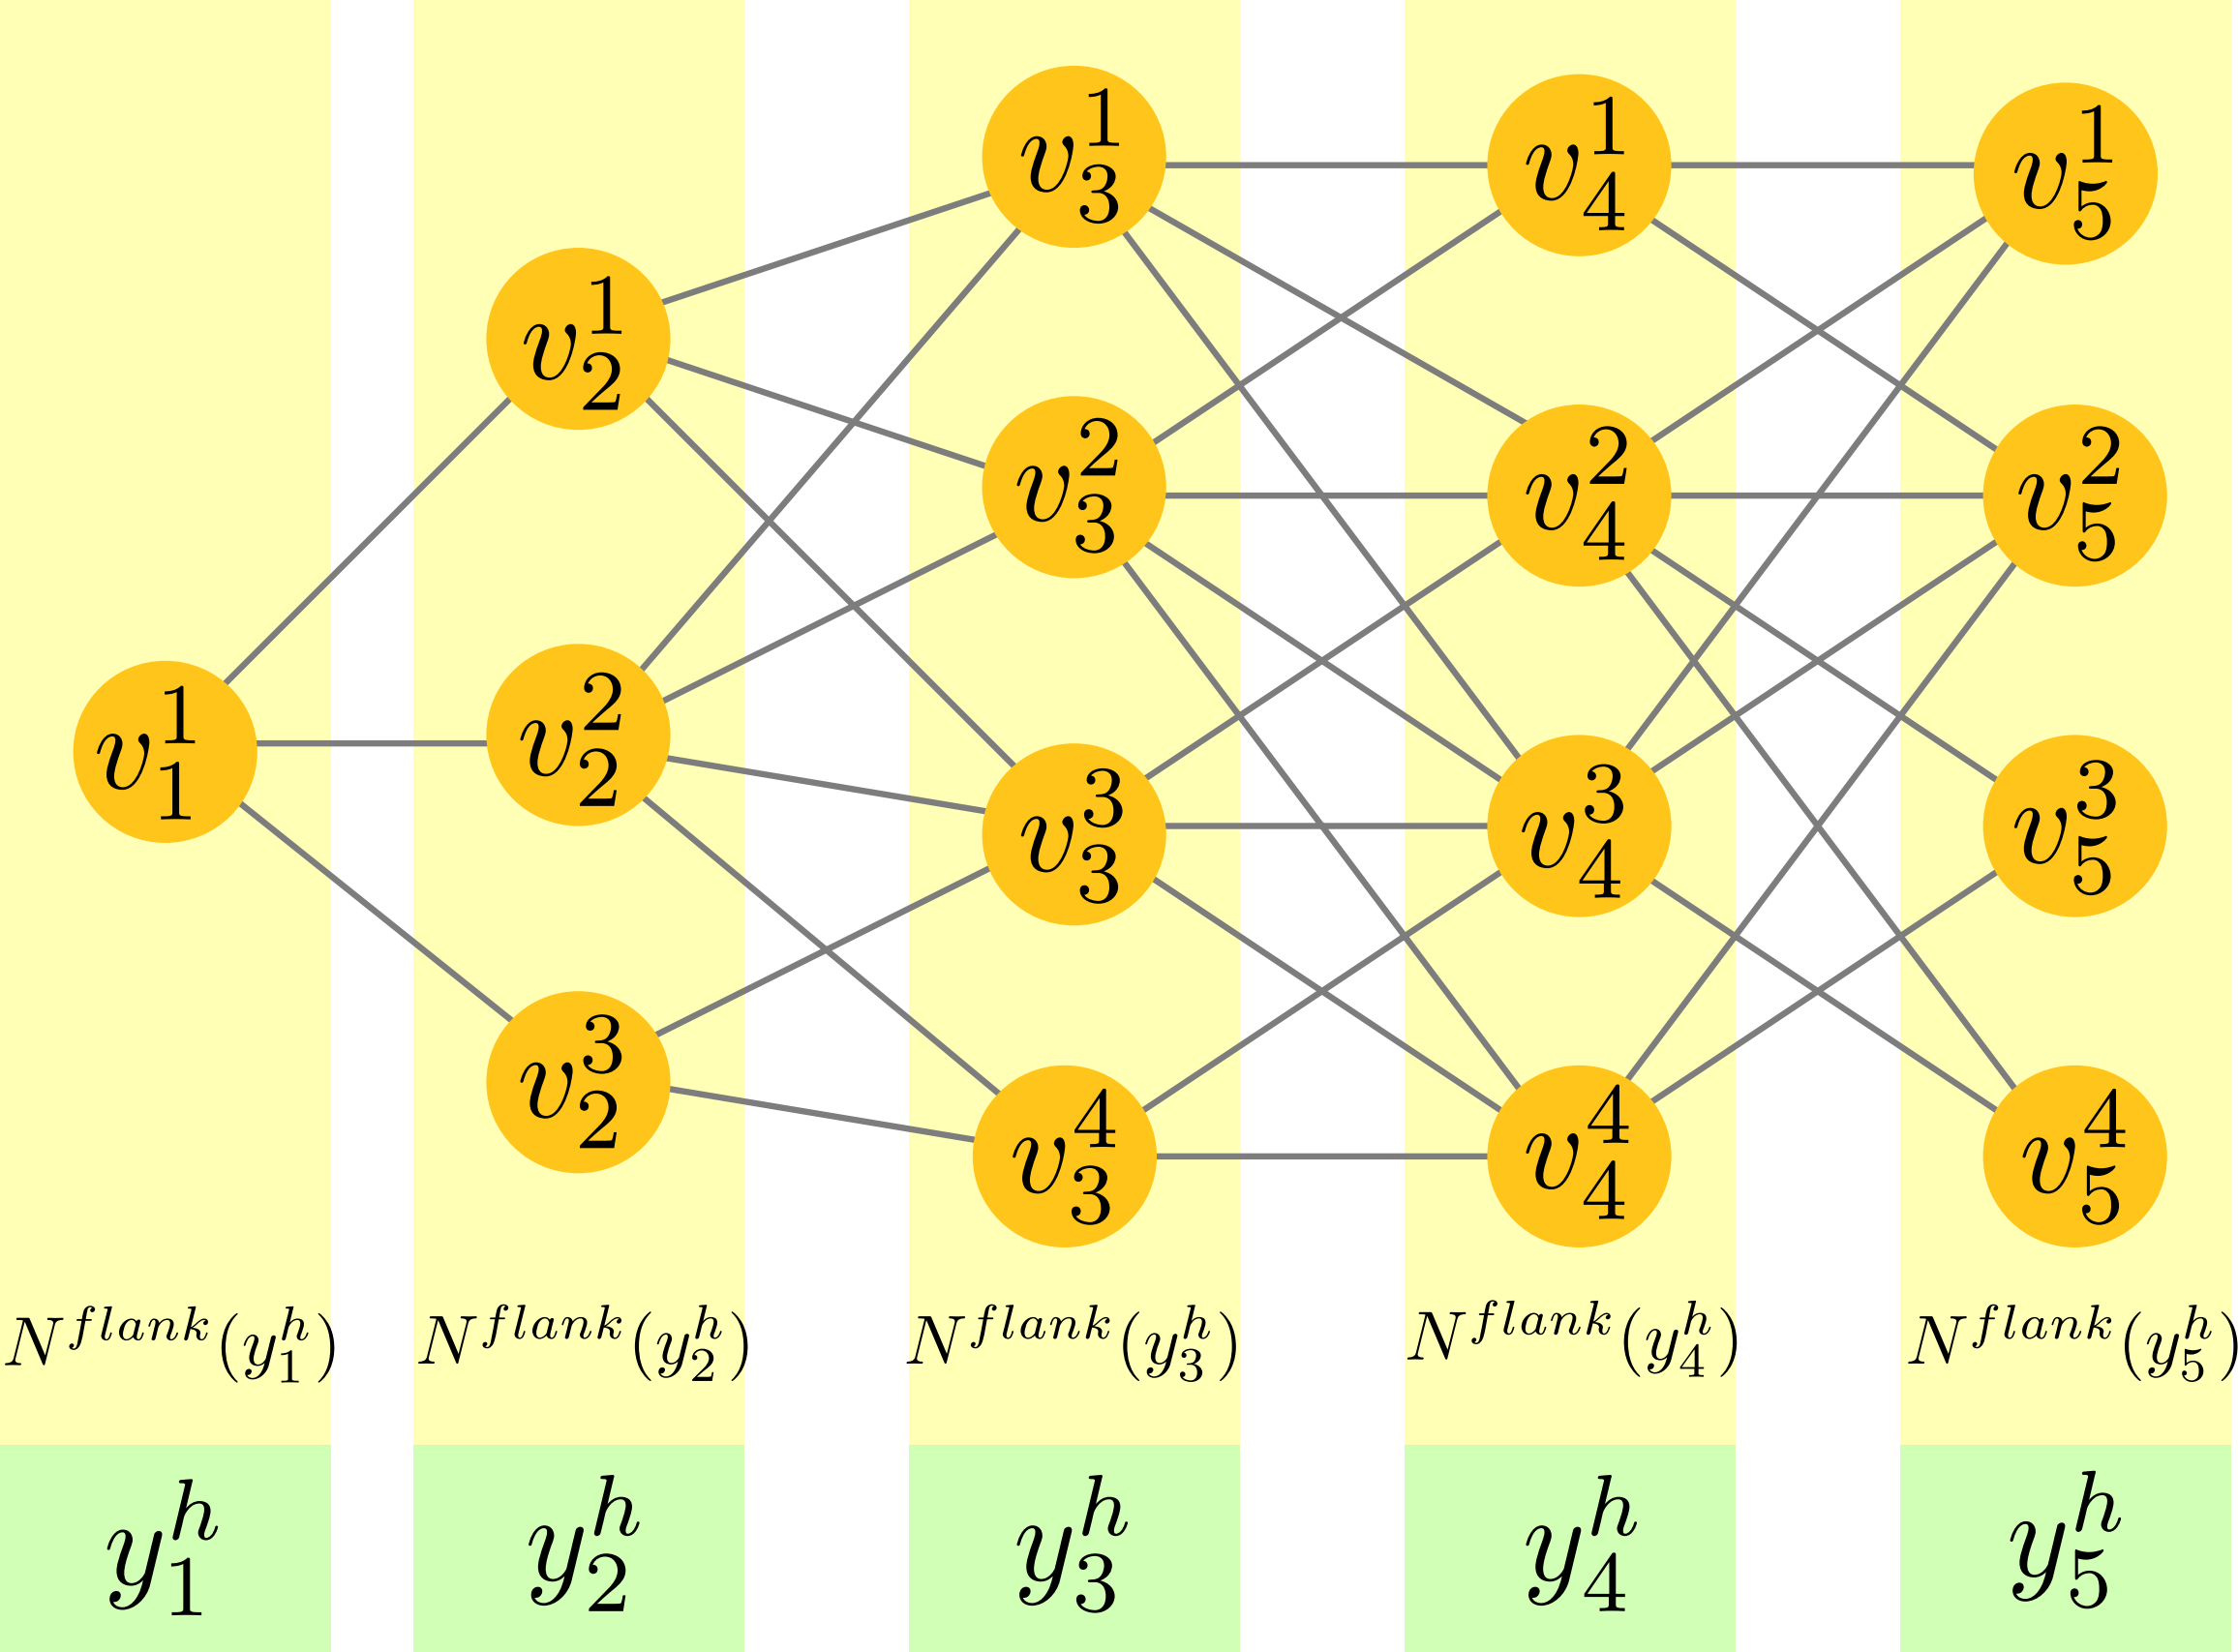 v_1^1
v_2^1
v_2^2
v_2^3
v_3^1
v_3^2
v_3^3
v_3^4
v_4^1
v_4^2
v_4^3
v_4^4
v_5^1
v_5^2
v_5^3
v_5^4
N^{flank}(y_1^h) N^{flank}(y_2^h) N^{flank}(y_3^h) N^{flank}(y_4^h) N^{flank}(y_5^h)
y_1^h y_2^h y_3^h y_4^h y_5^h